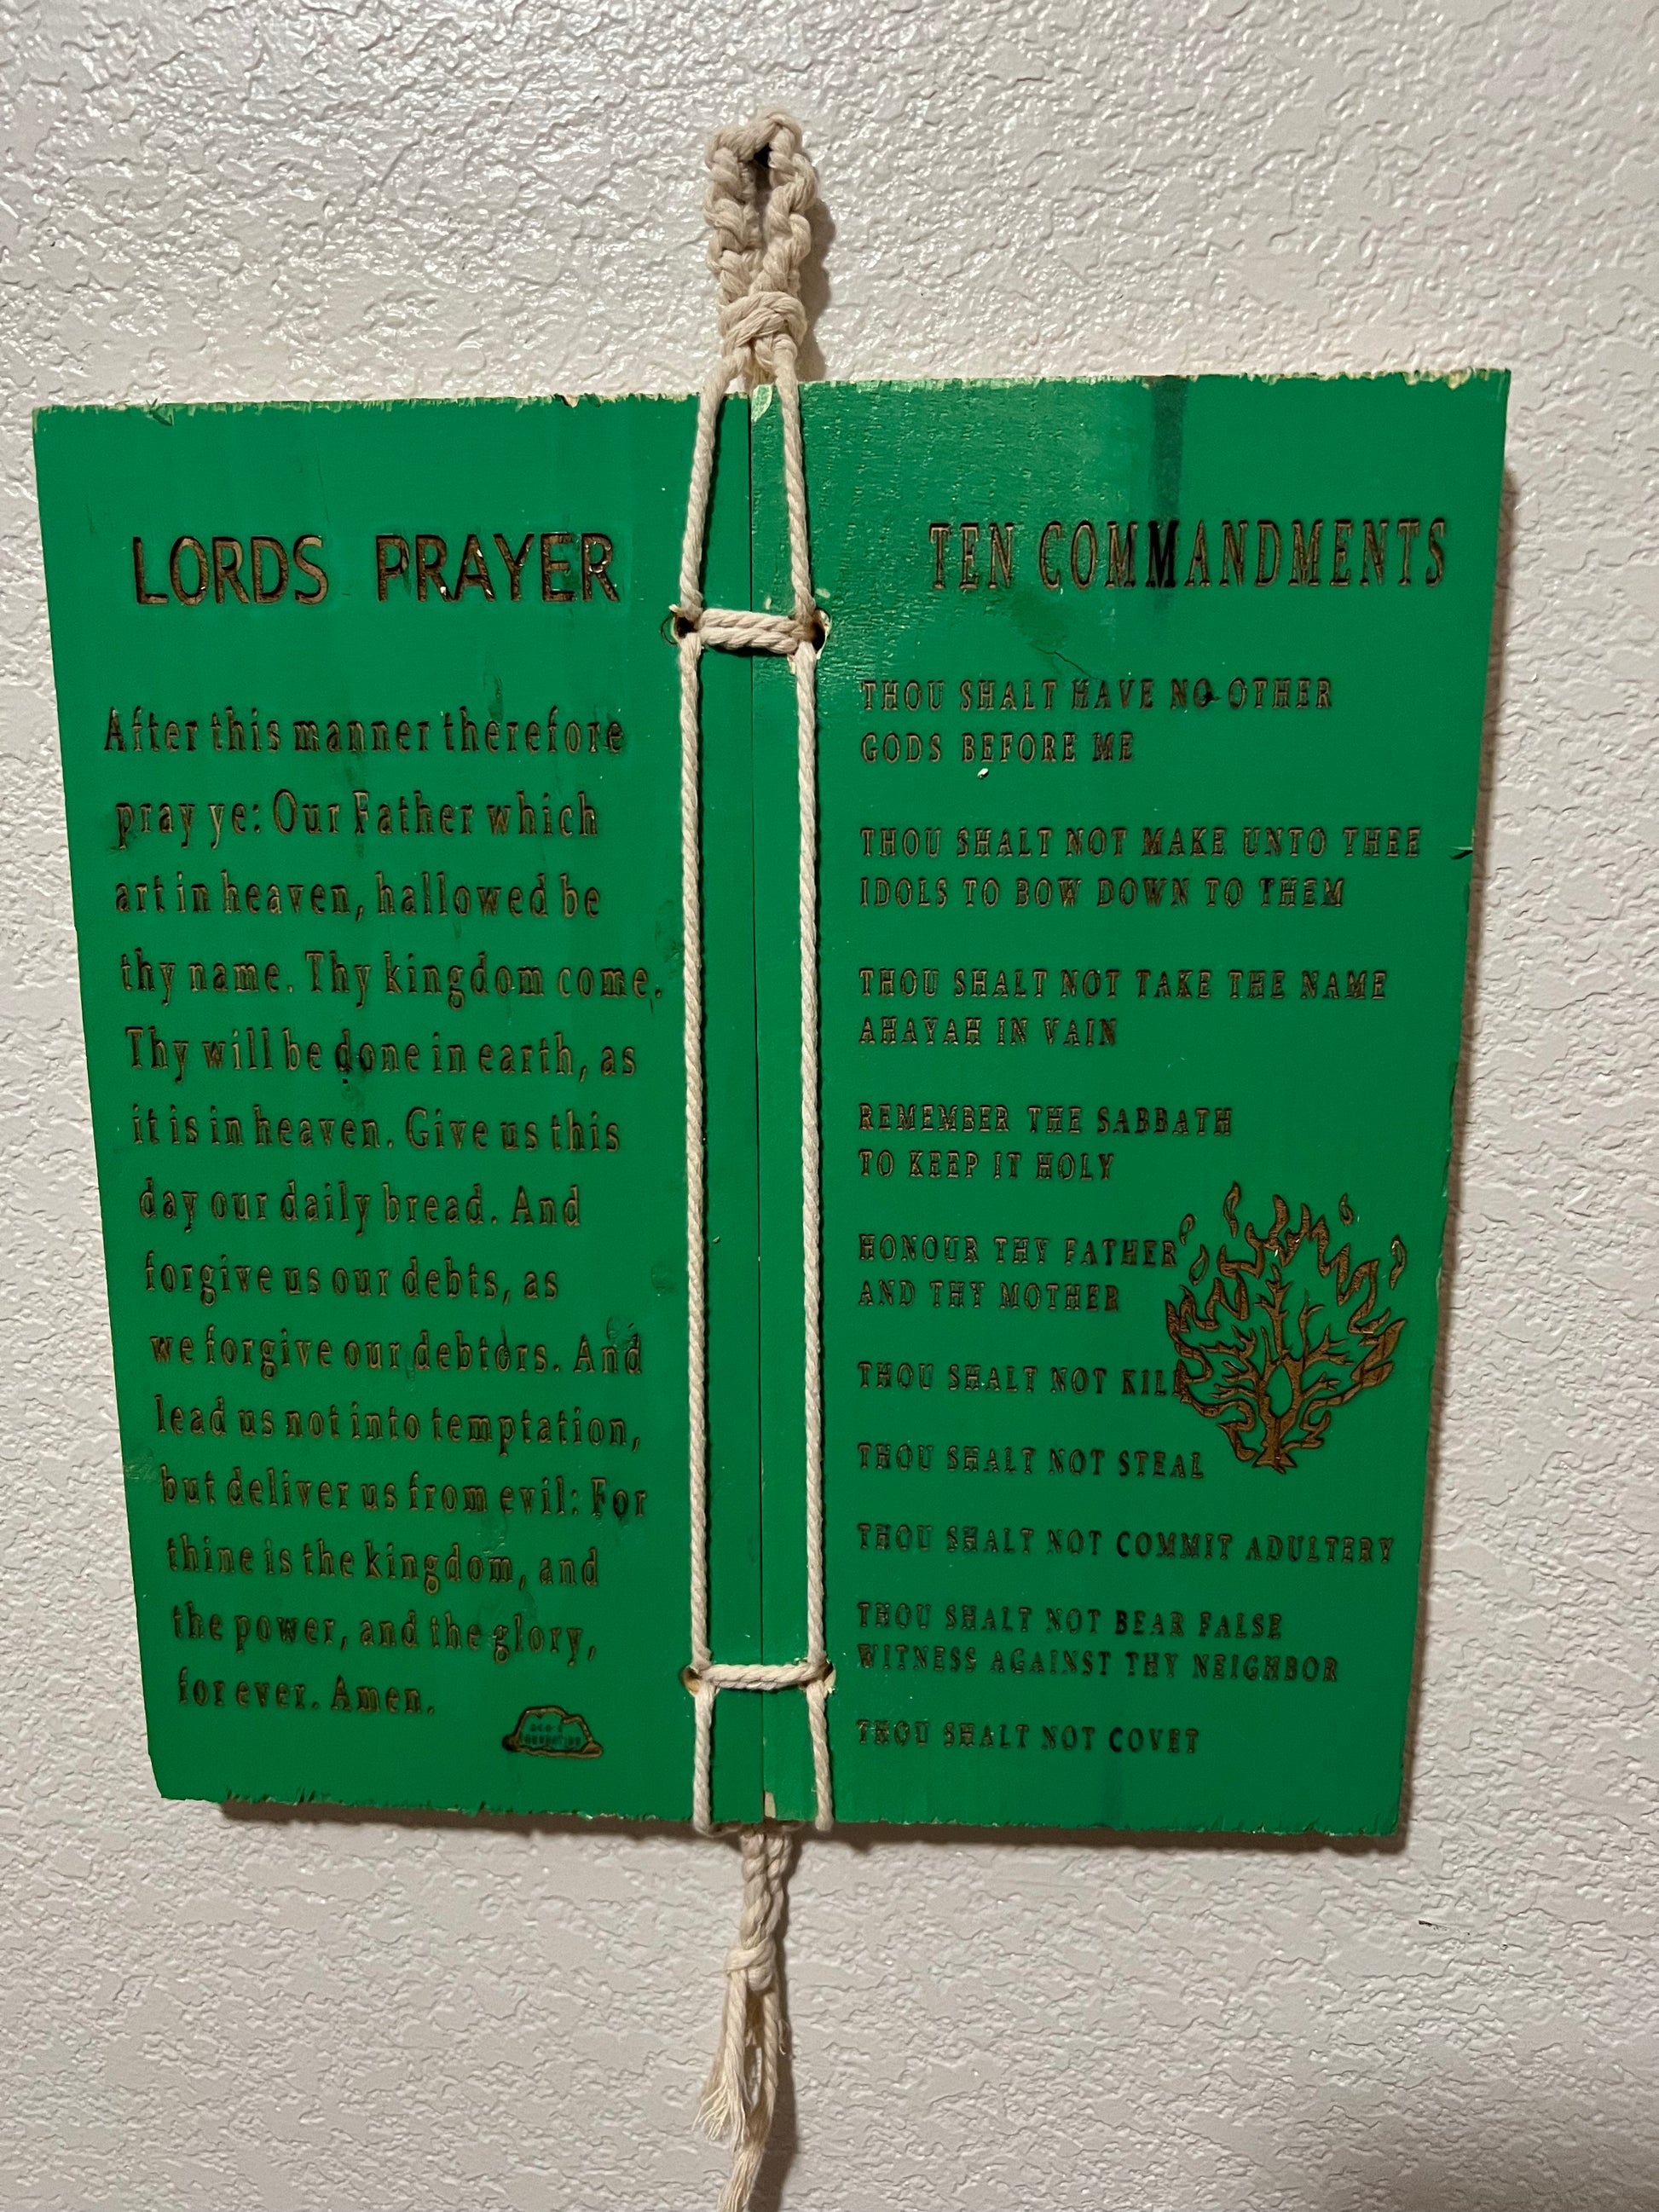 LORDS PRAYER
After this manner therefore
pray ye: Our Father which
art in heaven, hallowed be
thy name. Thy kingdom come.
Thy will be done in earth, as
it is in heaven. Give us this
day our daily bread. And
forgive us our debts, as
we forgive our debtors. And
lead us not into temptation,
but deliver us from evil: For
thine is the kingdom, and
the power, and the glory,
for ever. Amen.
TEN COMMANDMENTS
THOU SHALT HAVE NO OTHER
GODS BEFORE ME
THOU SHALT NOT MAKE UNTO THEE
IDOLS TO BOW DOWN TO THEM
THOU SHALT NOT TAKE THE NAME
AHAYAH IN VAIN
REMEMBER THE SABBATH
TO KEEP IT HOLY
HONOUR THY FATHER
AND THY MOTHER
THOU SHALT NOT KILL
THOU SHALT NOT STEAL
THOU SHALT NOT COMMIT ADULTERY
THOU SHALT NOT BEAR FALSE
WITNESS AGAINST THY NEIGHBOR
THOU SHALT NOT COVET